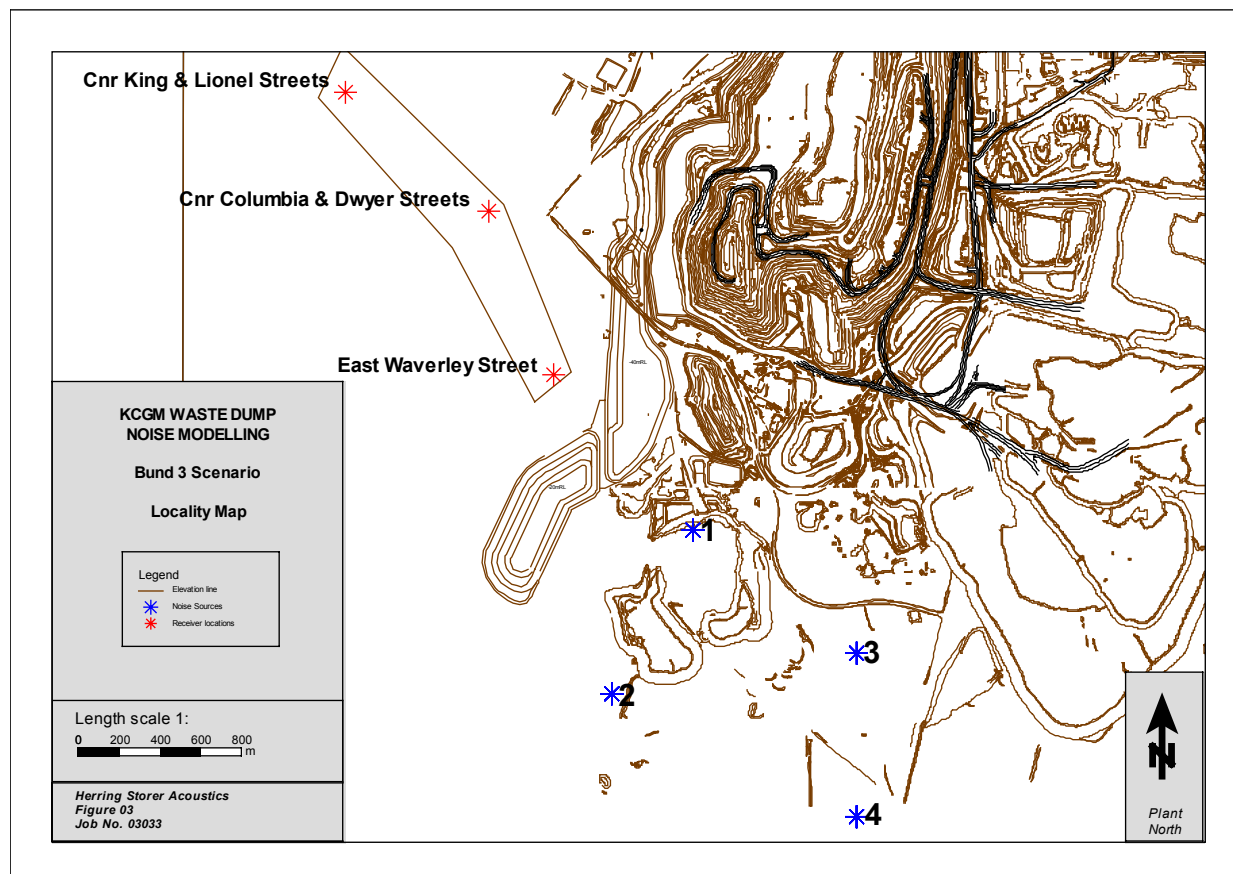 Cnr King & Lionel Streets
Cnr Columbia & Dwyer Streets
East Waverley Street
-40mRL
-20mRL
1
2
3
4
KCGM WASTE DUMP
NOISE MODELLING
Bund 3 Scenario
Locality Map
Legend
Elevation line
Noise Sources
Receiver locations
Length scale 1:
0 200 400 600 800
m
Herring Storer Acoustics
Figure 03
Job No. 03033
N
Plant
North